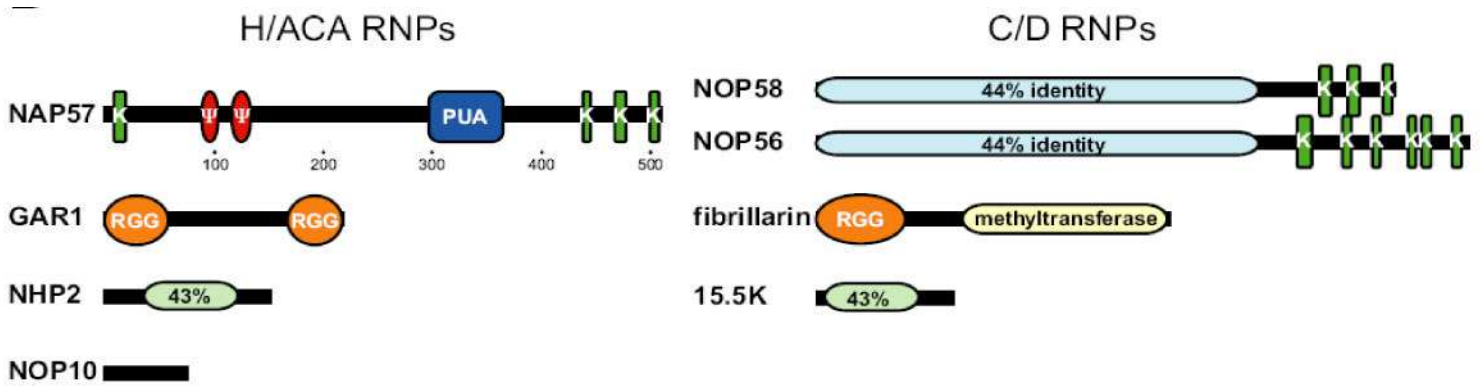 H/ACA RNPs
NAP57 K Ψ Ψ PUA K K K
100 200 300 400 500
GAR1 RGG RGG
NHP2 43%
NOP10
C/D RNPs
NOP58 44% identity K K K
NOP56 44% identity K K K K K K
fibrillarin RGG methyltransferase
15.5K 43%